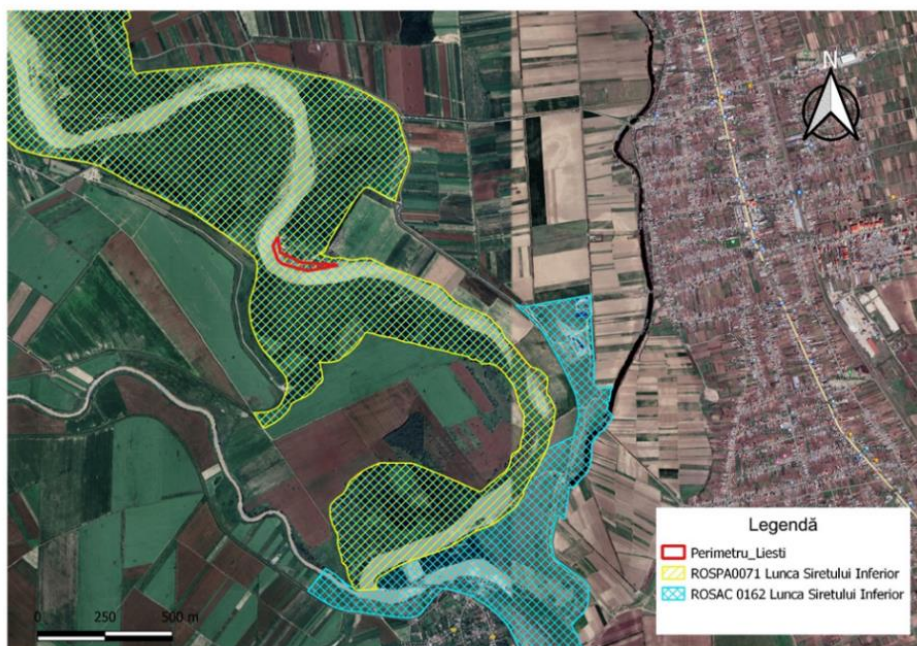 N
Legendă
Perimetru_Liesti
ROSPA0071 Lunca Siretului Inferior
ROSAC 0162 Lunca Siretului Inferior
0 250 500 m